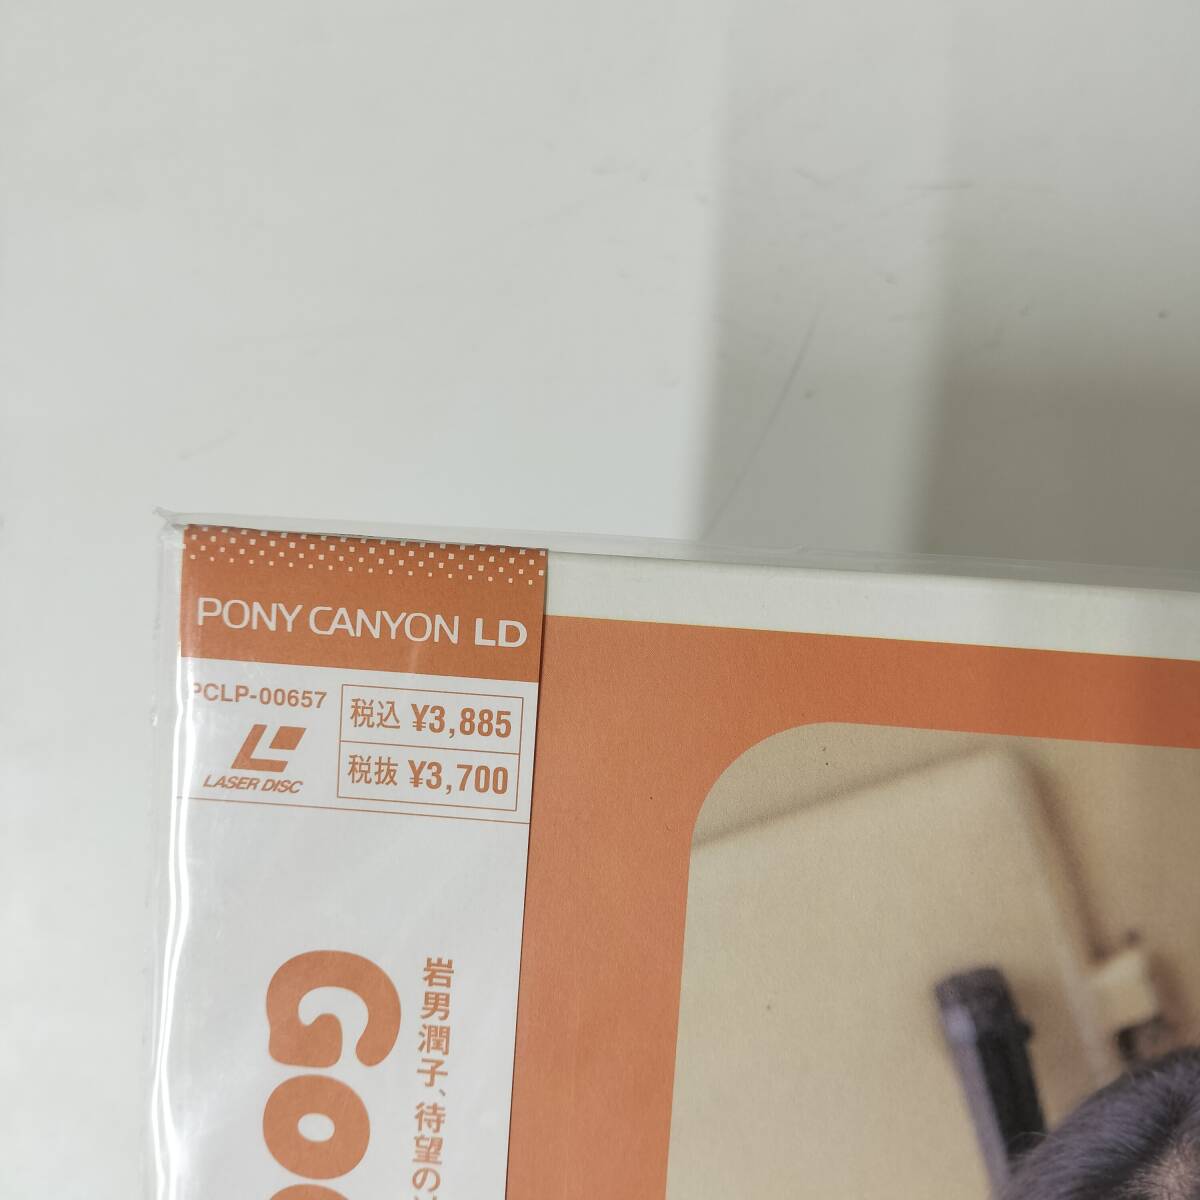 PONY CANYON LD
PCLP-00657
税込 ¥3,885
税抜 ¥3,700
LASER DISC
岩男潤子、待望の
Goo